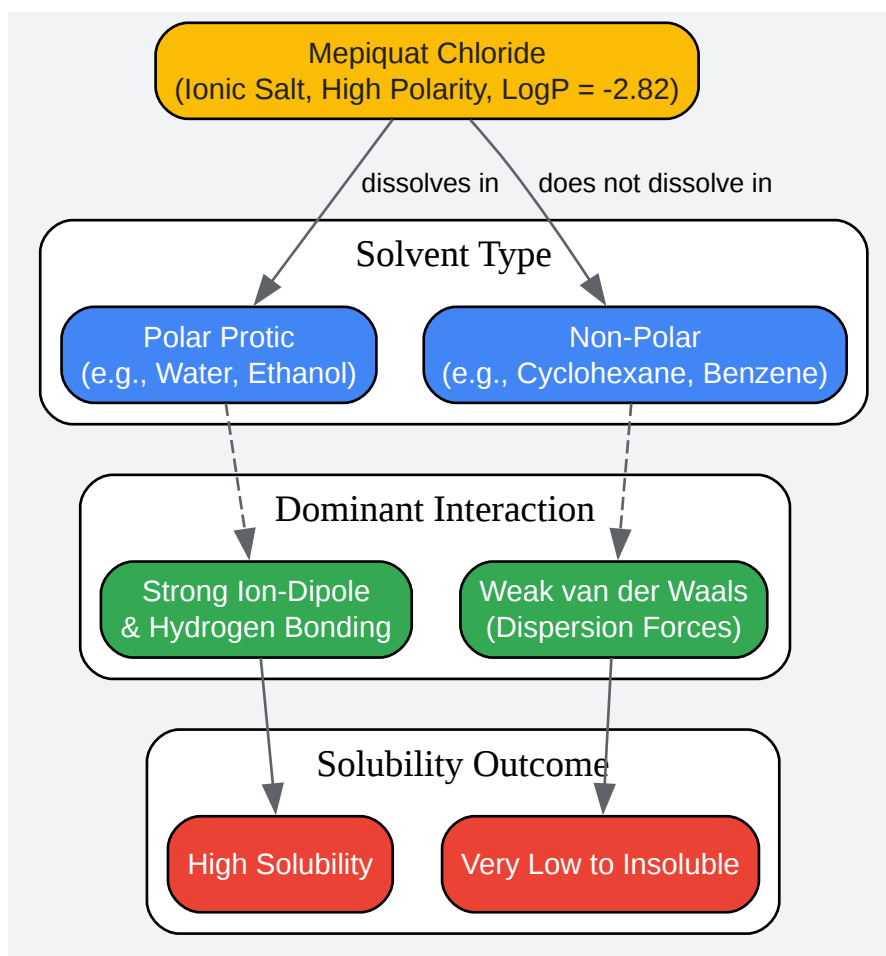 Mepiquat Chloride
(Ionic Salt, High Polarity, LogP = -2.82)
dissolves in
does not dissolve in
Solvent Type
Polar Protic
(e.g., Water, Ethanol)
Non-Polar
(e.g., Cyclohexane, Benzene)
Dominant Interaction
Strong Ion-Dipole
& Hydrogen Bonding
Weak van der Waals
(Dispersion Forces)
Solubility Outcome
High Solubility
Very Low to Insoluble